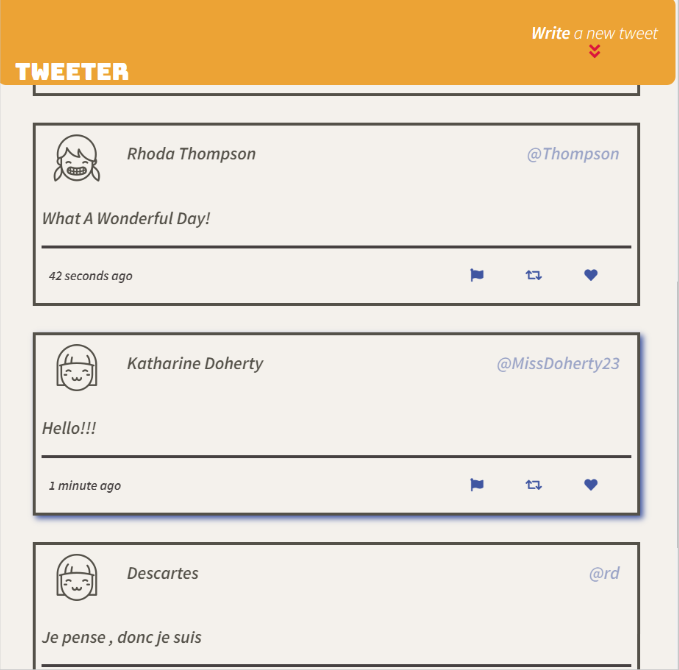 Write a new tweet
TWEETER
Rhoda Thompson @Thompson
What A Wonderful Day!
42 seconds ago
Katharine Doherty @MissDoherty23
Hello!!!
1 minute ago
Descartes @rd
Je pense , donc je suis